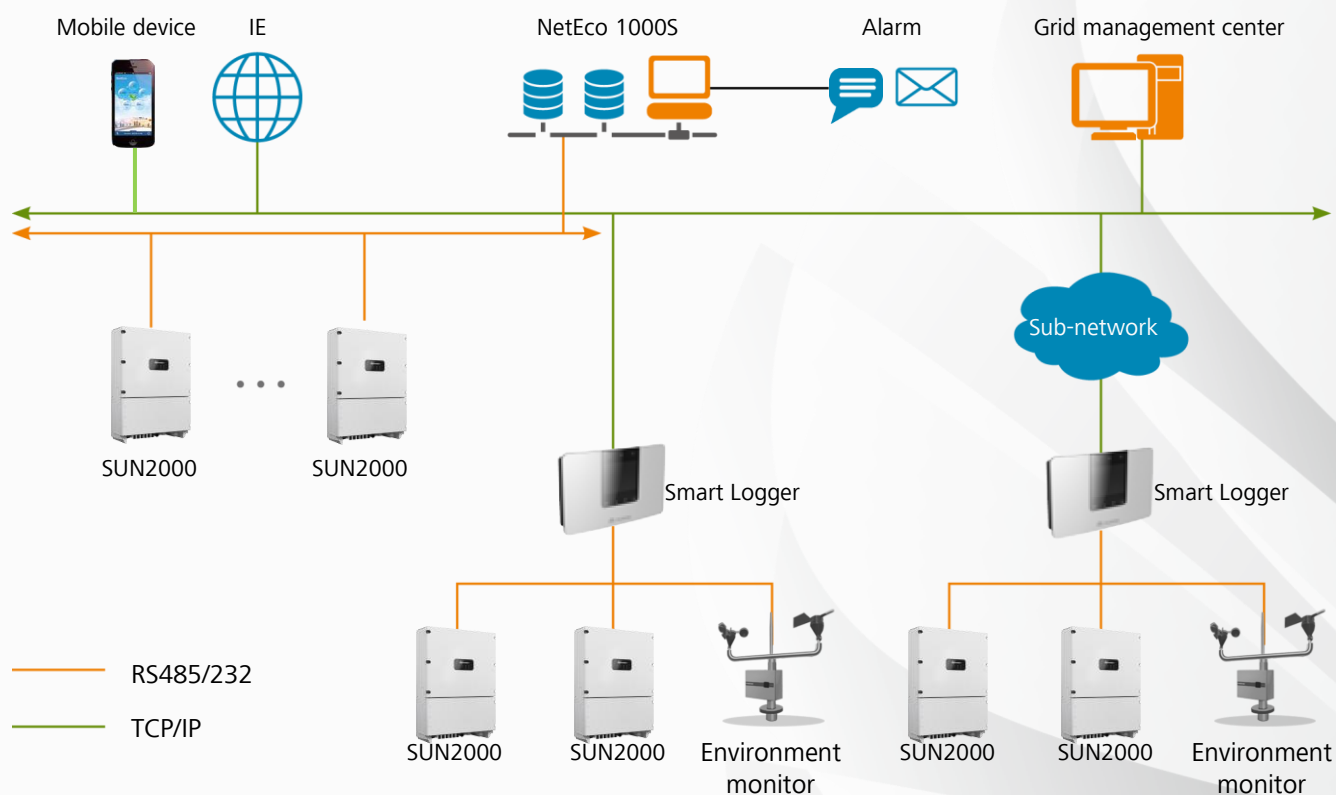 Mobile device
IE
NetEco 1000S
Alarm
Grid management center
Sub-network
SUN2000
SUN2000
Smart Logger
Smart Logger
RS485/232
TCP/IP
SUN2000
SUN2000
Environment
monitor
SUN2000
SUN2000
Environment
monitor